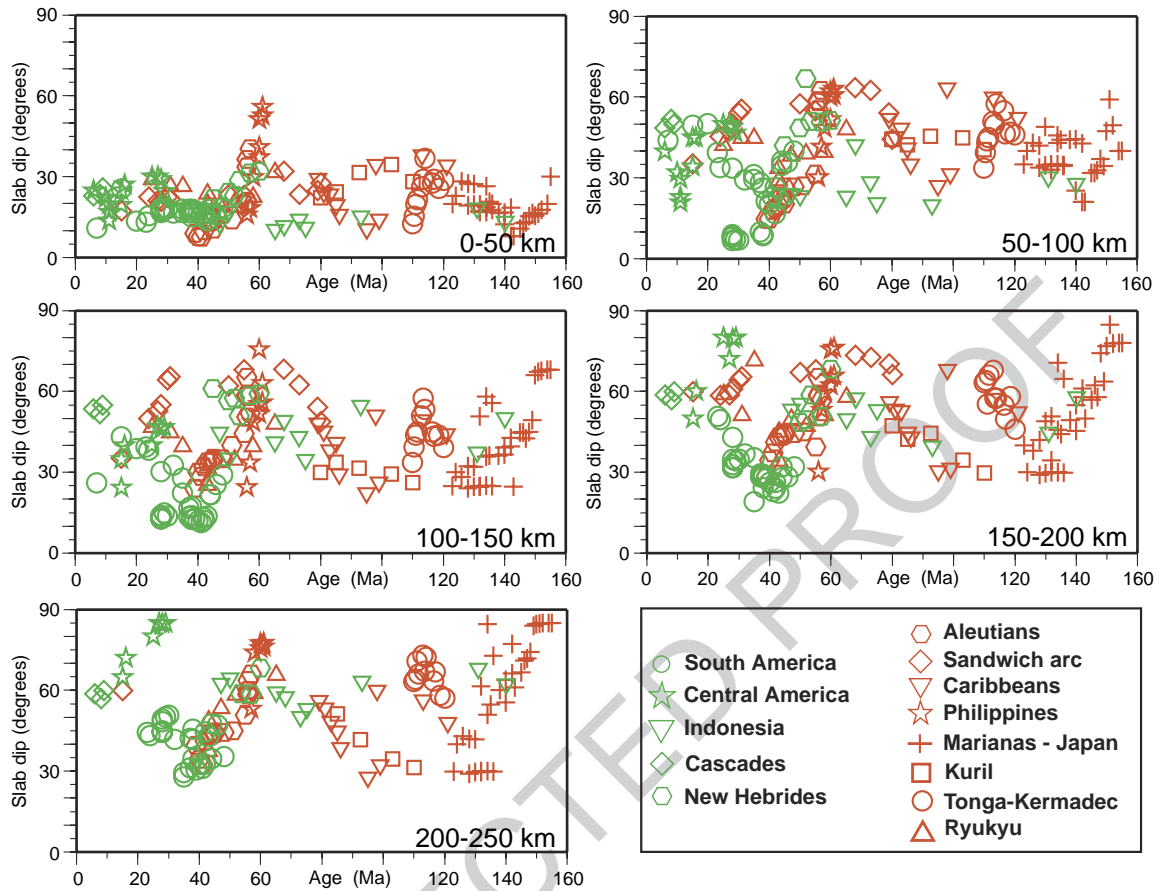 90
60
30
0
Slab dip (degrees)
0-50 km
0 20 40 60 Age (Ma) 100 120 140 160
90
60
30
0
Slab dip (degrees)
50-100 km
0 20 40 60 Age (Ma) 100 120 140 160
90
60
30
0
Slab dip (degrees)
100-150 km
0 20 40 60 Age (Ma) 100 120 140 160
90
60
30
0
Slab dip (degrees)
150-200 km
0 20 40 60 Age (Ma) 100 120 140 160
90
60
30
0
Slab dip (degrees)
200-250 km
0 20 40 60 Age (Ma) 100 120 140 160
South America
Central America
Indonesia
Cascades
New Hebrides
Aleutians
Sandwich arc
Caribbeans
Philippines
Marianas - Japan
Kuril
Tonga-Kermadec
Ryukyu
OTED PROOF